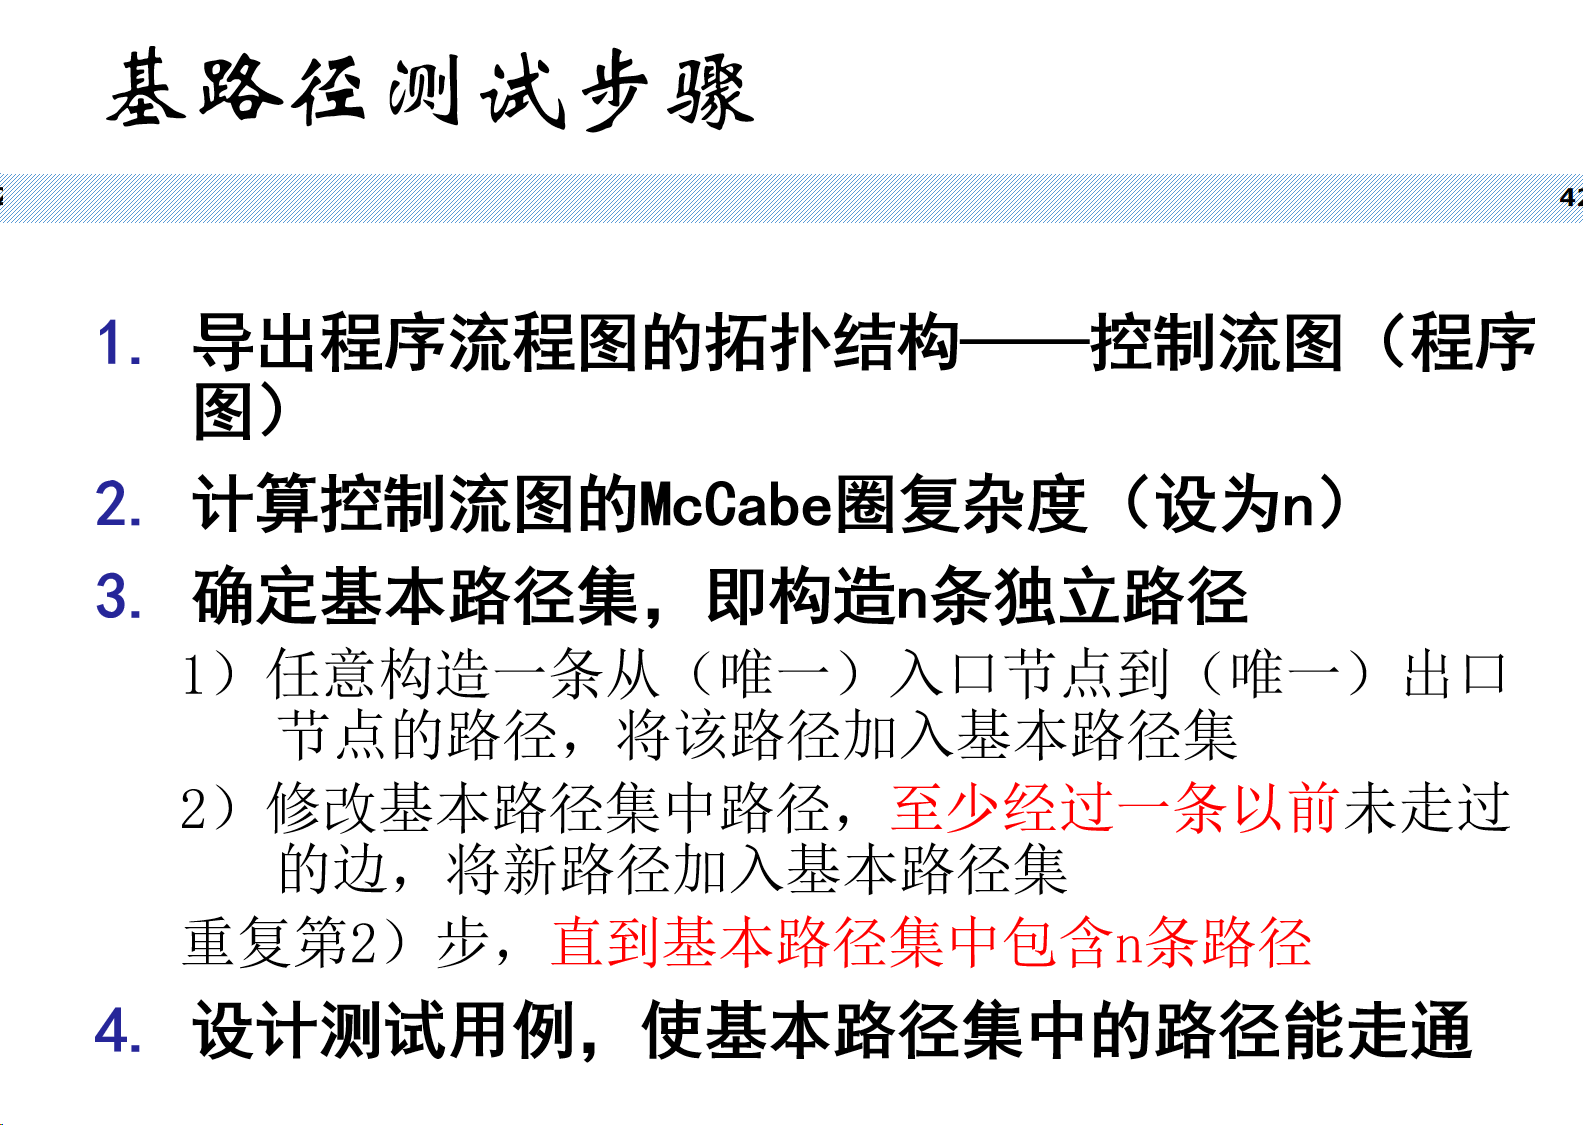 基路径测试步骤
42
1. 导出程序流程图的拓扑结构——控制流图（程序
图）
2. 计算控制流图的McCabe圈复杂度（设为n）
3. 确定基本路径集，即构造n条独立路径
1）任意构造一条从（唯一）入口节点到（唯一）出口
节点的路径，将该路径加入基本路径集
2）修改基本路径集中路径，至少经过一条以前未走过
的边，将新路径加入基本路径集
重复第2）步，直到基本路径集中包含n条路径
4. 设计测试用例，使基本路径集中的路径能走通